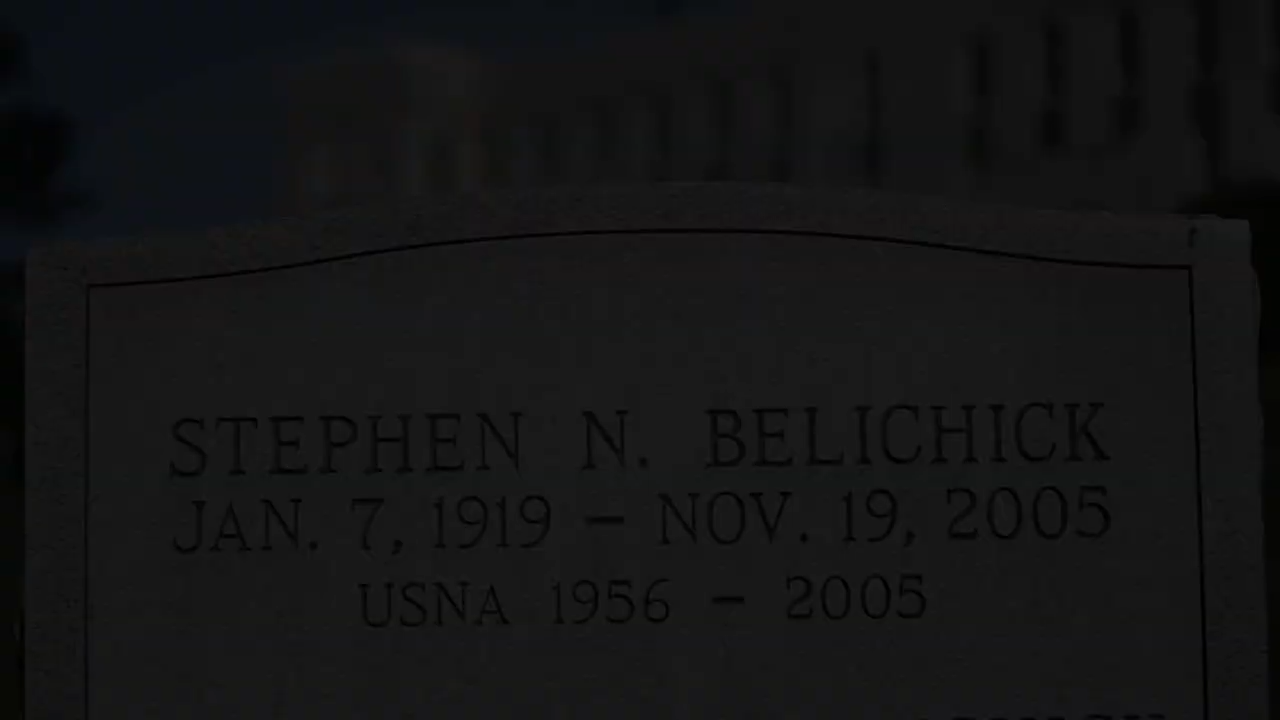 STEPHEN N. BELICHICK
JAN. 7, 1919 – NOV. 19, 2005
USNA 1956 – 2005